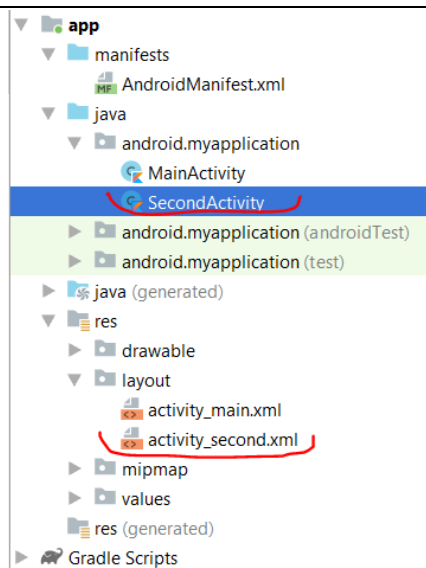 app
manifests
MF AndroidManifest.xml
java
android.myapplication
MainActivity
SecondActivity
android.myapplication (androidTest)
android.myapplication (test)
java (generated)
res
drawable
layout
activity_main.xml
activity_second.xml
mipmap
values
res (generated)
Gradle Scripts